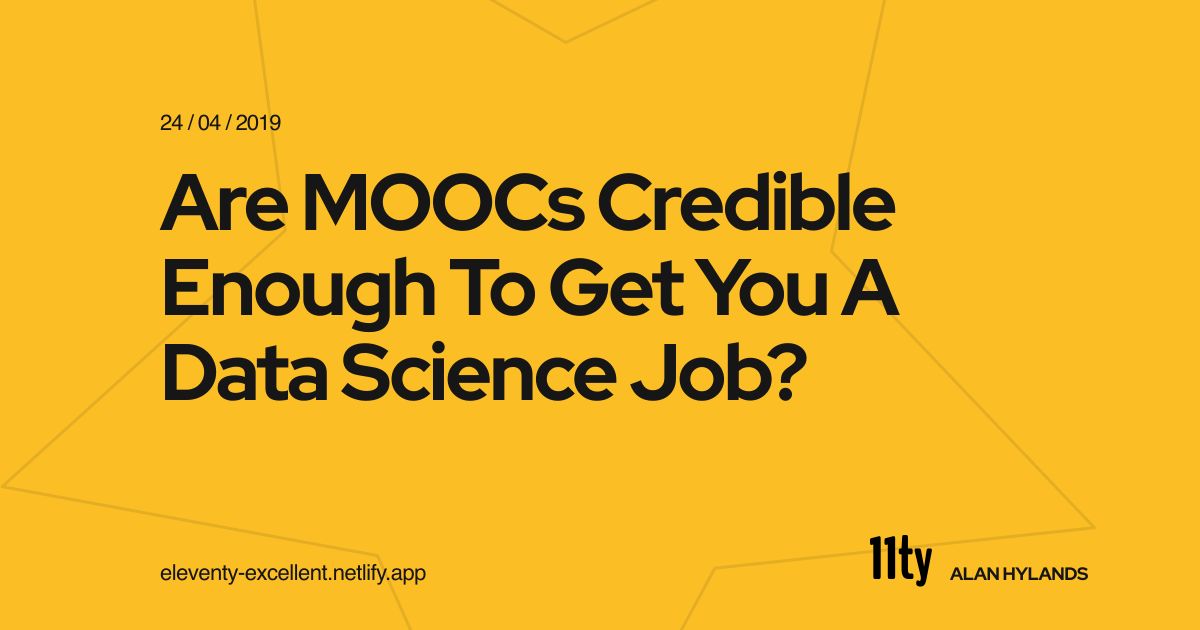 24 / 04 / 2019
Are MOOCs Credible
Enough To Get You A
Data Science Job?
eleventy-excellent.netlify.app
11ty
ALAN HYLANDS